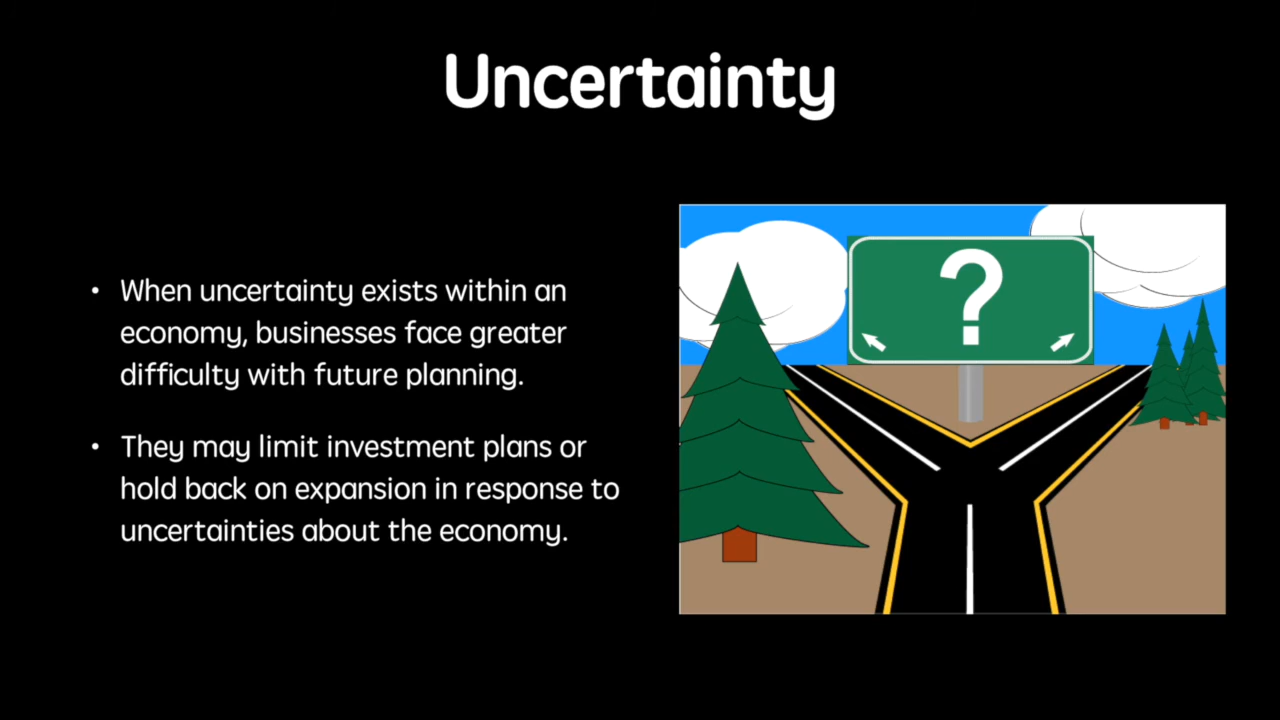 Uncertainty
• When uncertainty exists within an
economy, businesses face greater
difficulty with future planning.
• They may limit investment plans or
hold back on expansion in response to
uncertainties about the economy.
?